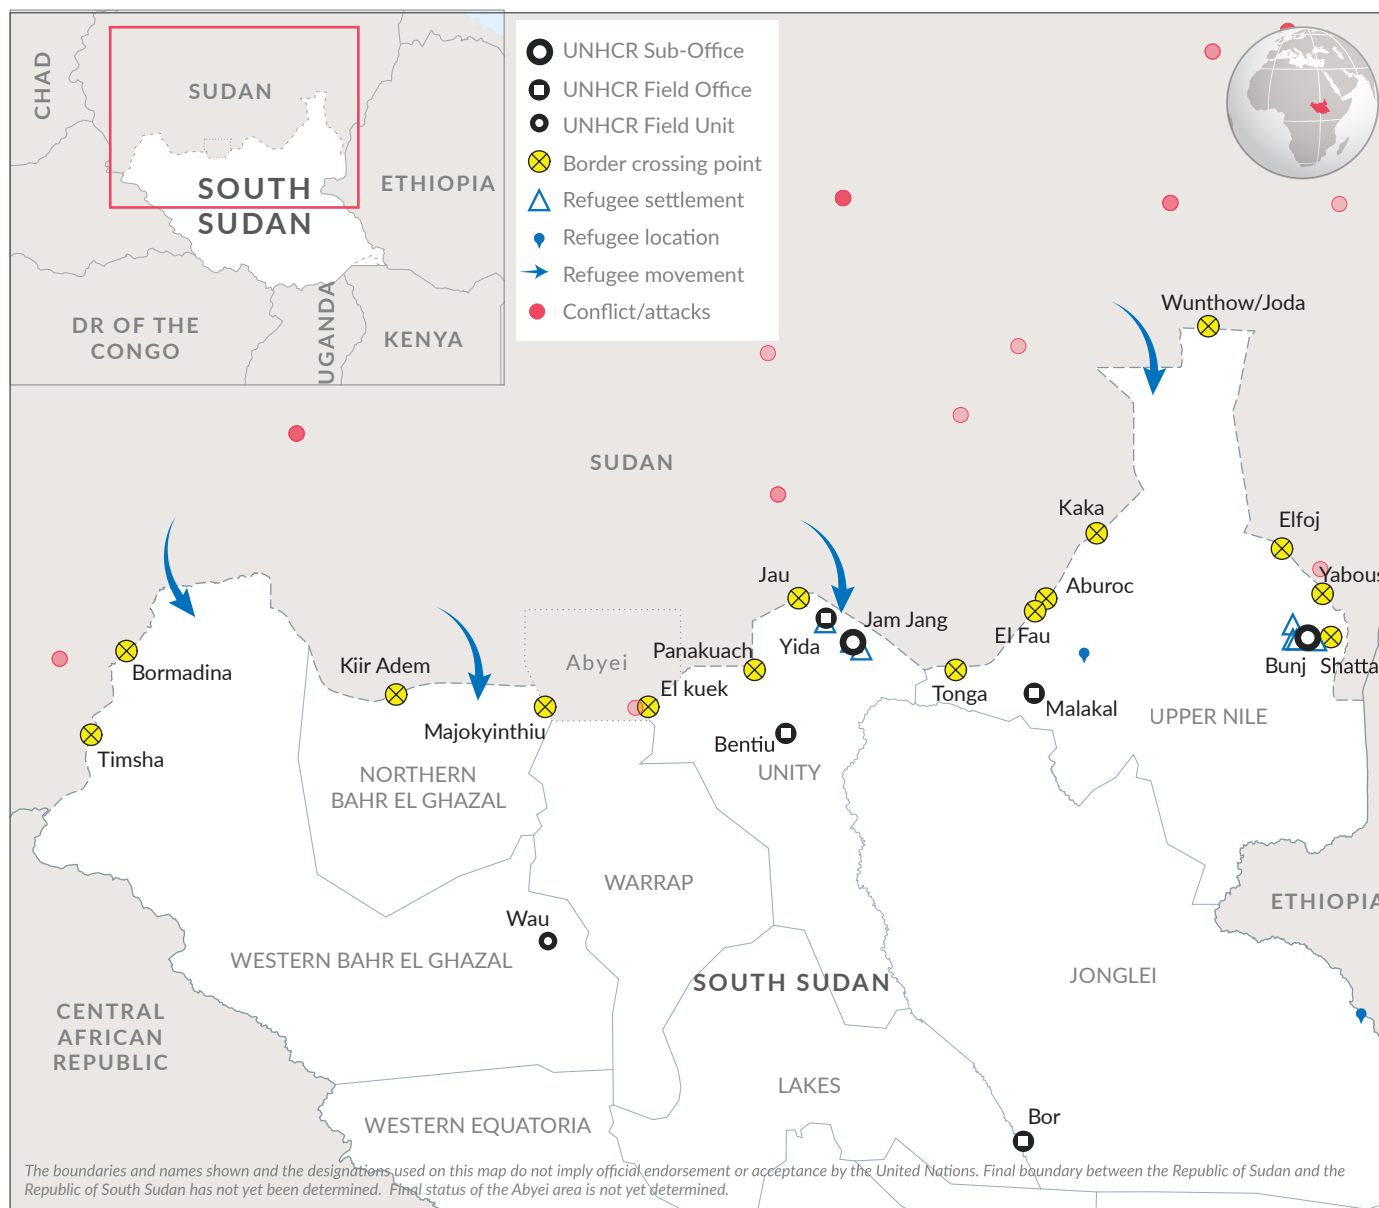 CHAD
SUDAN
SOUTH
SUDAN
ETHIOPIA
DR OF THE
CONGO
UGANDA
KENYA
UNHCR Sub-Office
UNHCR Field Office
UNHCR Field Unit
Border crossing point
Refugee settlement
Refugee location
Refugee movement
Conflict/attacks
Wunthow/Joda
SUDAN
Kaka
Elfoj
Jau
Aburoc
Yabous
Jam Jang
El Fau
Yida
Abyei
Panakuach
Kiir Adem
Bormadina
Bunj
Shatta
El kuek
Tonga
Malakal
UPPER NILE
Majokyinthiu
Bentiu
Timsha
UNITY
NORTHERN
BAHR EL GHAZAL
WARRAP
ETHIOPIA
Wau
WESTERN BAHR EL GHAZAL
SOUTH SUDAN
JONGLEI
CENTRAL
AFRICAN
REPUBLIC
LAKES
WESTERN EQUATORIA
Bor
The boundaries and names shown and the designations used on this map do not imply official endorsement or acceptance by the United Nations. Final boundary between the Republic of Sudan and the
Republic of South Sudan has not yet been determined. Final status of the Abyei area is not yet determined.